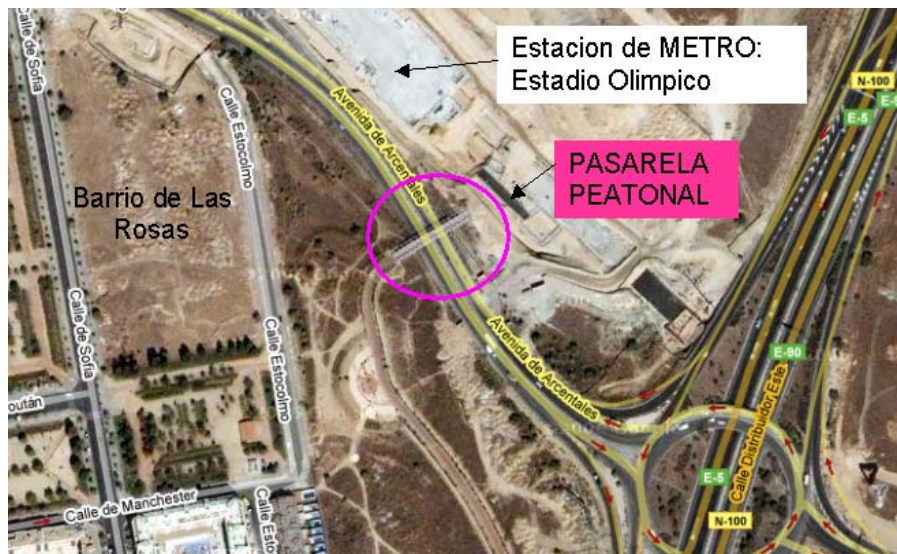 Estacion de METRO:
Estadio Olimpico
PASARELA
PEATONAL
Barrio de Las
Rosas
Calle de Sofía
Calle Estocolmo
Avenida de Arcentales
N-100
E-5
Calle de Sofía
Calle Estocolmo
Avenida de Arcentales
E-90
Calle Distribuidor Este
E-5
N-100
Calle de Manchester